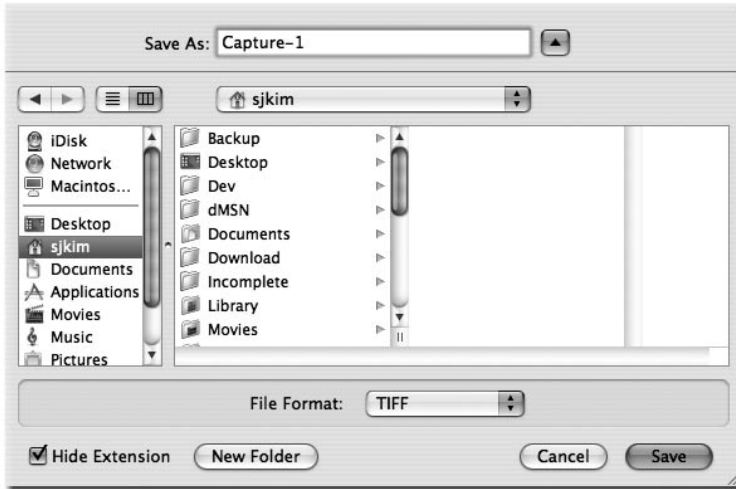 Save As: Capture-1
sjkim
iDisk
Network
Macintos...
Desktop
sjkim
Documents
Applications
Movies
Music
Pictures
Backup
Desktop
Dev
dMSN
Documents
Download
Incomplete
Library
Movies
File Format: TIFF
Hide Extension
New Folder
Cancel
Save